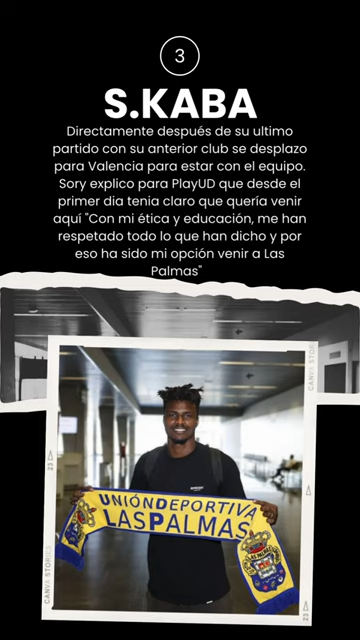 3
S.KABA
Directamente después de su ultimo
partido con su anterior club se desplazo
para Valencia para estar con el equipo.
Sory explico para PlayUD que desde el
primer dia tenia claro que quería venir
aquí "Con mi ética y educación, me han
respetado todo lo que han dicho y por
eso ha sido mi opción venir a Las
Palmas"
CANVA STOR
23
UNIÓNDEPORTIVA
LASPALMAS
CANVA STORIES
23